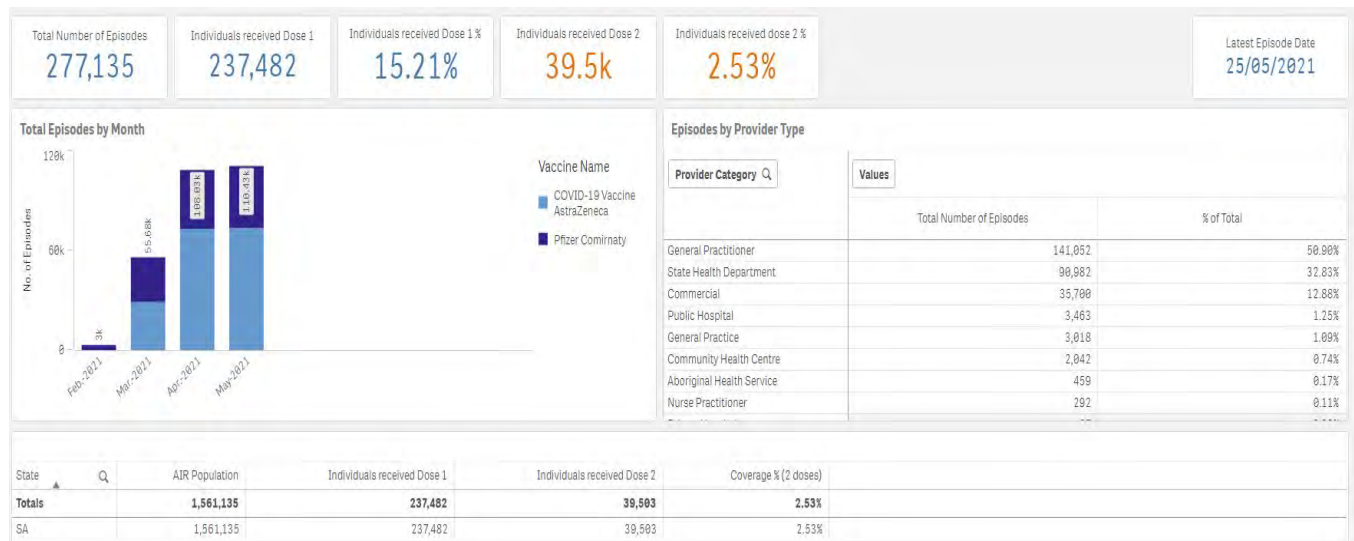 Total Number of Episodes
277,135
Individuals received Dose 1
237,482
Individuals received Dose 1 %
15.21%
Individuals received Dose 2
39.5k
Individuals received dose 2 %
2.53%
Latest Episode Date
25/05/2021
Total Episodes by Month
120k
60k
0
No. of Episodes
3k
55.68k
108.03k
110.43k
Feb-2021
Mar-2021
Apr-2021
May-2021
Vaccine Name
COVID-19 Vaccine
AstraZeneca
Pfizer Comirnaty
Episodes by Provider Type
Provider Category Values
Total Number of Episodes % of Total
General Practitioner 141,052 50.90%
State Health Department 90,982 32.83%
Commercial 35,700 12.88%
Public Hospital 3,463 1.25%
General Practice 3,018 1.09%
Community Health Centre 2,042 0.74%
Aboriginal Health Service 459 0.17%
Nurse Practitioner 292 0.11%
State AIR Population Individuals received Dose 1 Individuals received Dose 2 Coverage % (2 doses)
Totals 1,561,135 237,482 39,503 2.53%
SA 1,561,135 237,482 39,503 2.53%